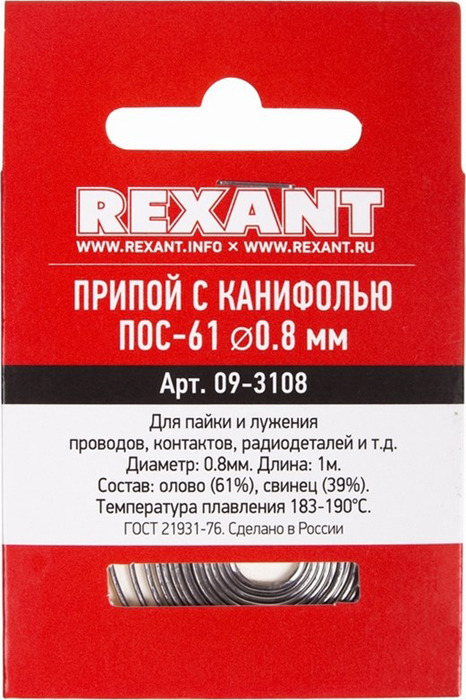 REXANT
WWW.REXANT.INFO × WWW.REXANT.RU
ПРИПОЙ С КАНИФОЛЬЮ
ПОС-61 ⌀0.8 мм
Арт. 09-3108
Для пайки и лужения
проводов, контактов, радиодеталей и т.д.
Диаметр: 0.8мм. Длина: 1м.
Состав: олово (61%), свинец (39%).
Температура плавления 183-190°С.
ГОСТ 21931-76. Сделано в России